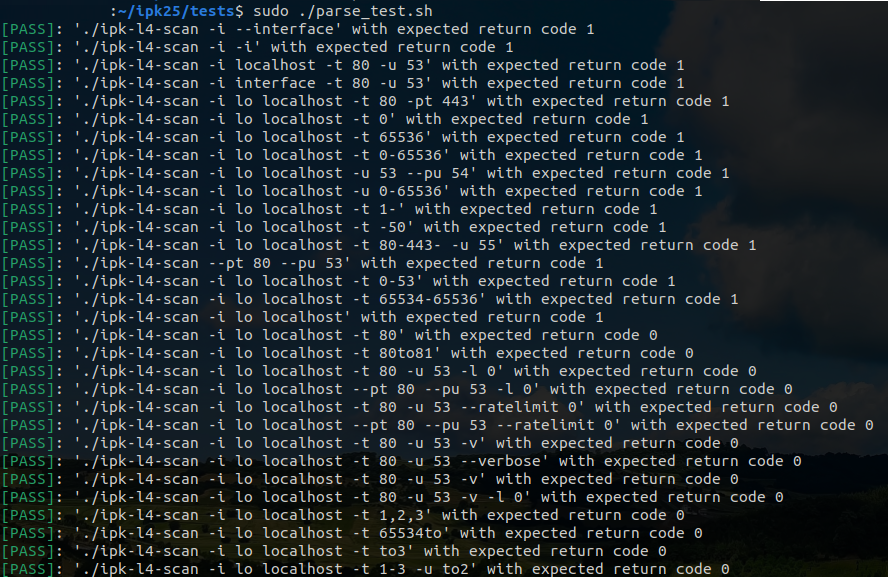 :~/ipk25/tests$ sudo ./parse_test.sh
[PASS]: './ipk-l4-scan -i --interface' with expected return code 1
[PASS]: './ipk-l4-scan -i -i' with expected return code 1
[PASS]: './ipk-l4-scan -i localhost -t 80 -u 53' with expected return code 1
[PASS]: './ipk-l4-scan -i interface -t 80 -u 53' with expected return code 1
[PASS]: './ipk-l4-scan -i lo localhost -t 80 -pt 443' with expected return code 1
[PASS]: './ipk-l4-scan -i lo localhost -t 0' with expected return code 1
[PASS]: './ipk-l4-scan -i lo localhost -t 65536' with expected return code 1
[PASS]: './ipk-l4-scan -i lo localhost -t 0-65536' with expected return code 1
[PASS]: './ipk-l4-scan -i lo localhost -u 53 --pu 54' with expected return code 1
[PASS]: './ipk-l4-scan -i lo localhost -u 0-65536' with expected return code 1
[PASS]: './ipk-l4-scan -i lo localhost -t 1-' with expected return code 1
[PASS]: './ipk-l4-scan -i lo localhost -t -50' with expected return code 1
[PASS]: './ipk-l4-scan -i lo localhost -t 80-443- -u 55' with expected return code 1
[PASS]: './ipk-l4-scan --pt 80 --pu 53' with expected return code 1
[PASS]: './ipk-l4-scan -i lo localhost -t 0-53' with expected return code 1
[PASS]: './ipk-l4-scan -i lo localhost -t 65534-65536' with expected return code 1
[PASS]: './ipk-l4-scan -i lo localhost' with expected return code 1
[PASS]: './ipk-l4-scan -i lo localhost -t 80' with expected return code 0
[PASS]: './ipk-l4-scan -i lo localhost -t 80to81' with expected return code 0
[PASS]: './ipk-l4-scan -i lo localhost -t 80 -u 53 -l 0' with expected return code 0
[PASS]: './ipk-l4-scan -i lo localhost --pt 80 --pu 53 -l 0' with expected return code 0
[PASS]: './ipk-l4-scan -i lo localhost -t 80 -u 53 --ratelimit 0' with expected return code 0
[PASS]: './ipk-l4-scan -i lo localhost --pt 80 --pu 53 --ratelimit 0' with expected return code 0
[PASS]: './ipk-l4-scan -i lo localhost -t 80 -u 53 -v' with expected return code 0
[PASS]: './ipk-l4-scan -i lo localhost -t 80 -u 53 --verbose' with expected return code 0
[PASS]: './ipk-l4-scan -i lo localhost -t 80 -u 53 -v' with expected return code 0
[PASS]: './ipk-l4-scan -i lo localhost -t 80 -u 53 -v -l 0' with expected return code 0
[PASS]: './ipk-l4-scan -i lo localhost -t 1,2,3' with expected return code 0
[PASS]: './ipk-l4-scan -i lo localhost -t 65534to' with expected return code 0
[PASS]: './ipk-l4-scan -i lo localhost -t to3' with expected return code 0
[PASS]: './ipk-l4-scan -i lo localhost -t 1-3 -u to2' with expected return code 0